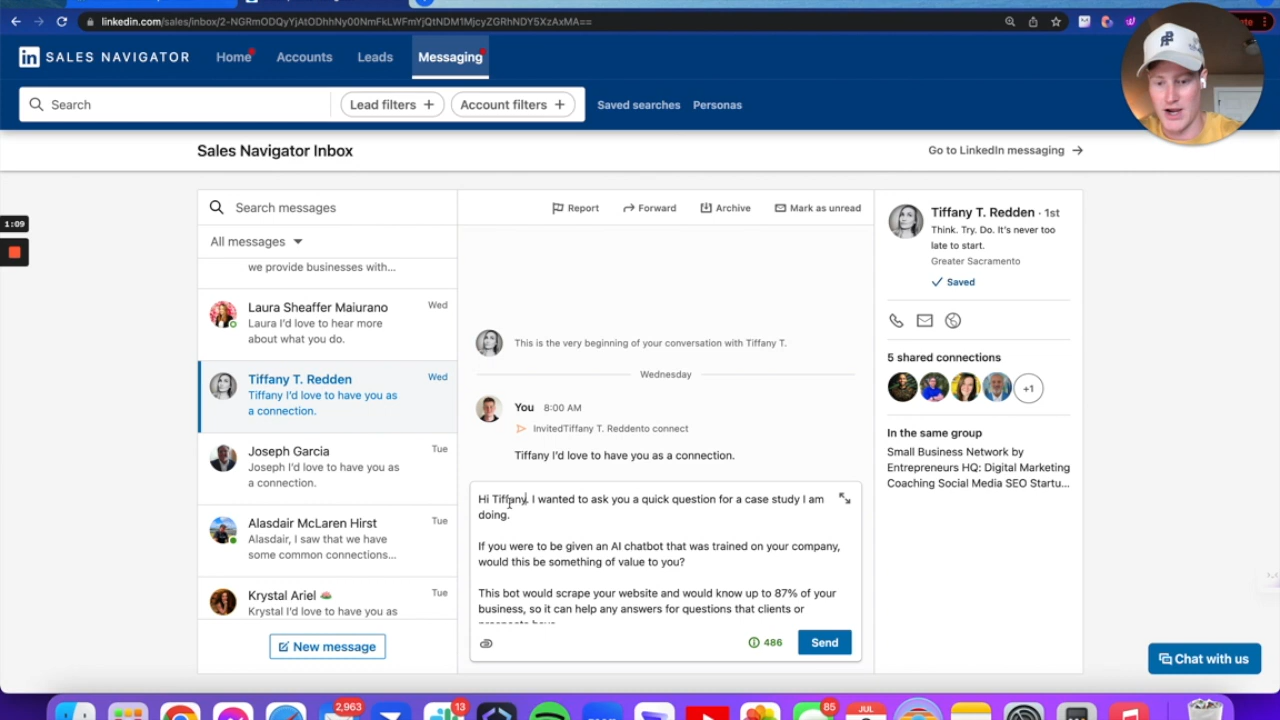 linkedin.com/sales/inbox/2-NGRmODQyYjAtODhhNy00NmFkLWFmYjQtNDM1MjcyZGRhNDY5XzAxMA==
in SALES NAVIGATOR
Home
Accounts
Leads
Messaging
Search
Lead filters +
Account filters +
Saved searches
Personas
Sales Navigator Inbox
Go to LinkedIn messaging →
1:09
Search messages
All messages
we provide businesses with...
Laura Sheaffer Maiurano
Wed
Laura I'd love to hear more
about what you do.
Tiffany T. Redden
Wed
Tiffany I'd love to have you as
a connection.
Joseph Garcia
Tue
Joseph I'd love to have you as
a connection.
Alasdair McLaren Hirst
Tue
Alasdair, I saw that we have
some common connections...
Krystal Ariel
Tue
Krystal I'd love to have you as
New message
Report
Forward
Archive
Mark as unread
This is the very beginning of your conversation with Tiffany T.
Wednesday
You 8:00 AM
InvitedTiffany T. Reddento connect
Tiffany I'd love to have you as a connection.
Hi Tiffany, I wanted to ask you a quick question for a case study I am
doing.
If you were to be given an AI chatbot that was trained on your company,
would this be something of value to you?
This bot would scrape your website and would know up to 87% of your
business, so it can help any answers for questions that clients or
prospects have
486
Send
Tiffany T. Redden · 1st
Think. Try. Do. It's never too
late to start.
Greater Sacramento
Saved
5 shared connections
+1
In the same group
Small Business Network by
Entrepreneurs HQ: Digital Marketing
Coaching Social Media SEO Startu...
Chat with us
2,963
13
85
JUL